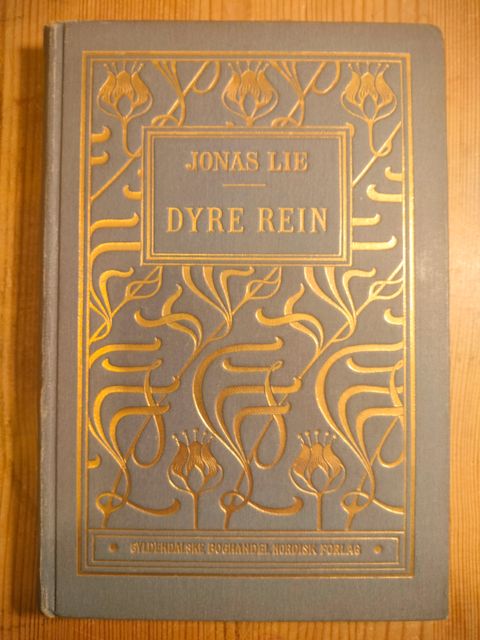 JONAS LIE
DYRE REIN
GYLDENDALSKE BOGHANDEL NORDISK FORLAG